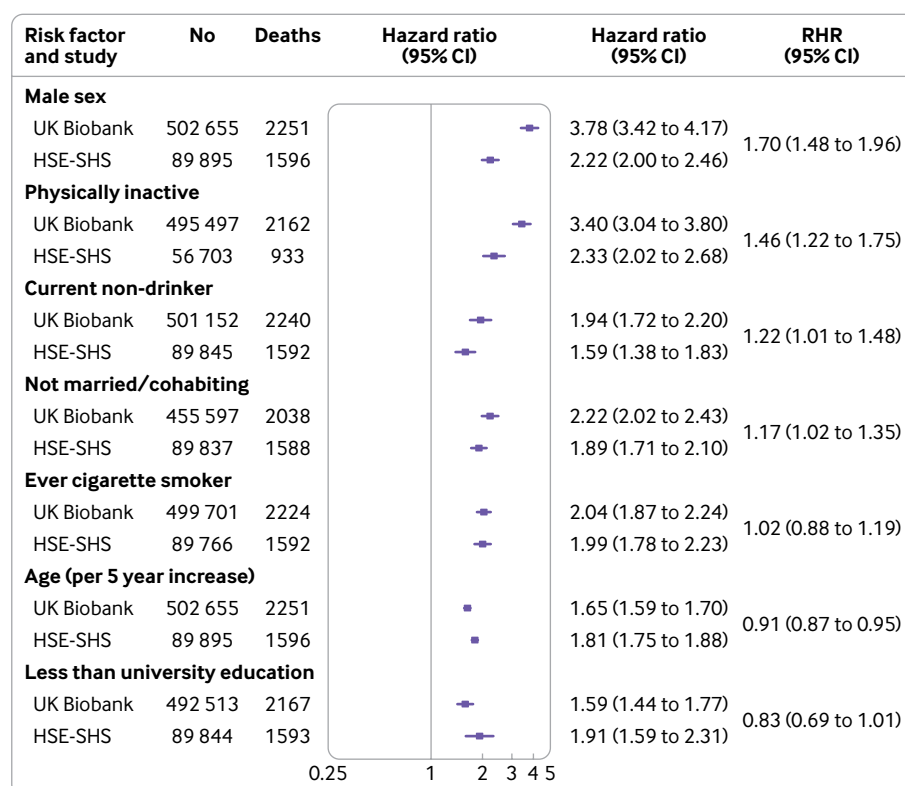 Risk factor and study No Deaths Hazard ratio (95% CI) Hazard ratio (95% CI) RHR (95% CI)
Male sex
UK Biobank 502 655 2251 3.78 (3.42 to 4.17)
1.70 (1.48 to 1.96)
HSE-SHS 89 895 1596 2.22 (2.00 to 2.46)
Physically inactive
UK Biobank 495 497 2162 3.40 (3.04 to 3.80)
1.46 (1.22 to 1.75)
HSE-SHS 56 703 933 2.33 (2.02 to 2.68)
Current non-drinker
UK Biobank 501 152 2240 1.94 (1.72 to 2.20)
1.22 (1.01 to 1.48)
HSE-SHS 89 845 1592 1.59 (1.38 to 1.83)
Not married/cohabiting
UK Biobank 455 597 2038 2.22 (2.02 to 2.43)
1.17 (1.02 to 1.35)
HSE-SHS 89 837 1588 1.89 (1.71 to 2.10)
Ever cigarette smoker
UK Biobank 499 701 2224 2.04 (1.87 to 2.24)
1.02 (0.88 to 1.19)
HSE-SHS 89 766 1592 1.99 (1.78 to 2.23)
Age (per 5 year increase)
UK Biobank 502 655 2251 1.65 (1.59 to 1.70)
0.91 (0.87 to 0.95)
HSE-SHS 89 895 1596 1.81 (1.75 to 1.88)
Less than university education
UK Biobank 492 513 2167 1.59 (1.44 to 1.77)
0.83 (0.69 to 1.01)
HSE-SHS 89 844 1593 1.91 (1.59 to 2.31)
0.25 1 2 3 4 5